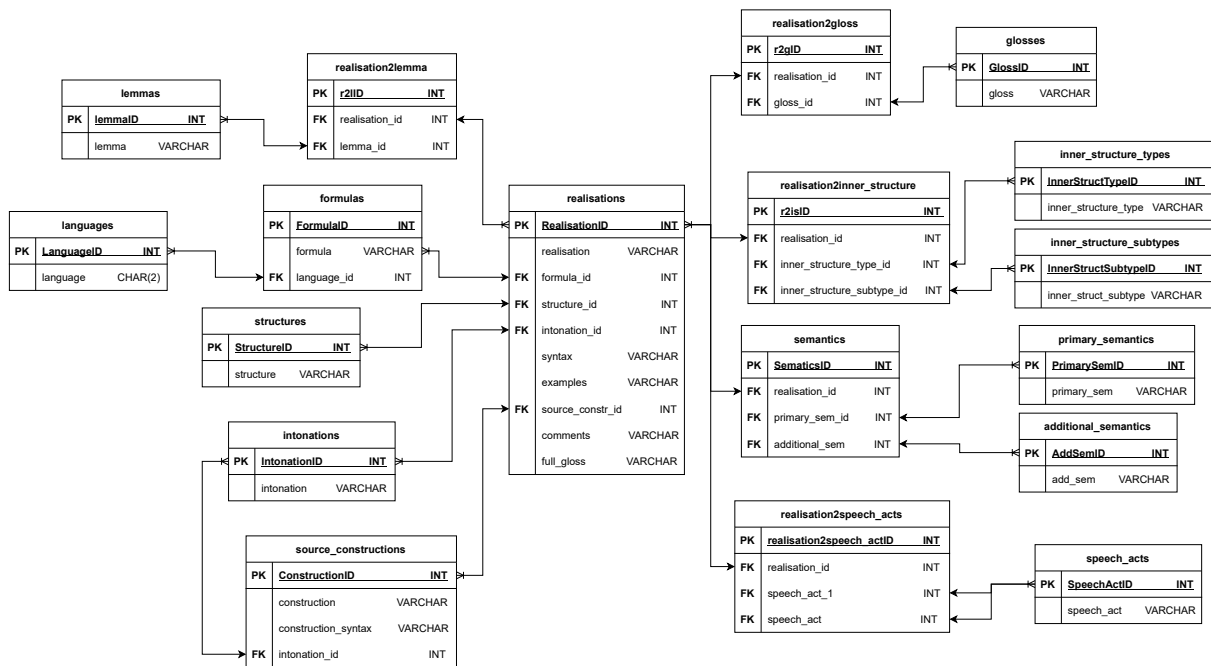 realisation2gloss
PK r2gID INT
FK realisation_id INT
FK gloss_id INT
glosses
PK GlossID INT
gloss VARCHAR
realisation2lemma
PK r2lID INT
FK realisation_id INT
FK lemma_id INT
lemmas
PK lemmaID INT
lemma VARCHAR
formulas
PK FormulaID INT
formula VARCHAR
FK language_id INT
languages
PK LanguageID INT
language CHAR(2)
structures
PK StructureID INT
structure VARCHAR
intonations
PK IntonationID INT
intonation VARCHAR
source_constructions
PK ConstructionID INT
construction VARCHAR
construction_syntax VARCHAR
FK intonation_id INT
realisations
PK RealisationID INT
realisation VARCHAR
FK formula_id INT
FK structure_id INT
FK intonation_id INT
syntax VARCHAR
examples VARCHAR
FK source_constr_id INT
comments VARCHAR
full_gloss VARCHAR
realisation2inner_structure
PK r2isID INT
FK realisation_id INT
FK inner_structure_type_id INT
FK inner_structure_subtype_id INT
inner_structure_types
PK InnerStructTypeID INT
inner_structure_type VARCHAR
inner_structure_subtypes
PK InnerStructSubtypeID INT
inner_struct_subtype VARCHAR
semantics
PK SematicsID INT
FK realisation_id INT
FK primary_sem_id INT
FK additional_sem INT
primary_semantics
PK PrimarySemID INT
primary_sem VARCHAR
additional_semantics
PK AddSemID INT
add_sem VARCHAR
realisation2speech_acts
PK realisation2speech_actID INT
FK realisation_id INT
FK speech_act_1 INT
FK speech_act INT
speech_acts
PK SpeechActID INT
speech_act VARCHAR